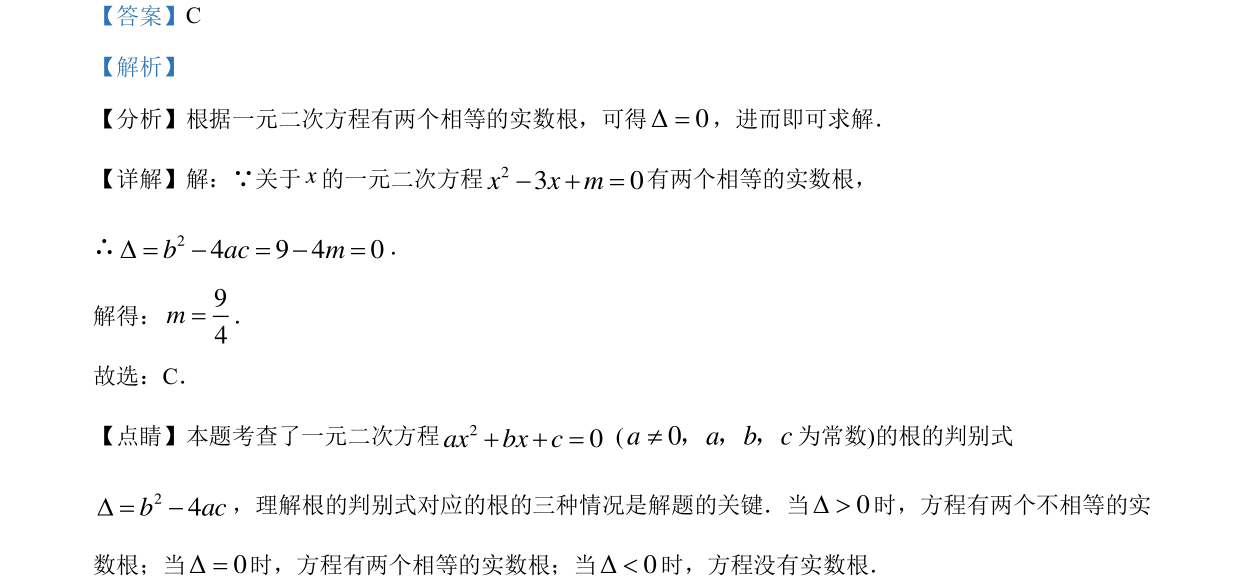 【答案】C
【解析】
【分析】根据一元二次方程有两个相等的实数根，可得Δ=0，进而即可求解．
【详解】解：∵关于x的一元二次方程x²−3x+m=0有两个相等的实数根，
∴Δ=b²−4ac=9−4m=0．
解得：m=9/4．
故选：C．
【点睛】本题考查了一元二次方程ax²+bx+c=0 (a≠0，a，b，c为常数)的根的判别式
Δ=b²−4ac，理解根的判别式对应的根的三种情况是解题的关键．当Δ>0时，方程有两个不相等的实
数根；当Δ=0时，方程有两个相等的实数根；当Δ<0时，方程没有实数根．